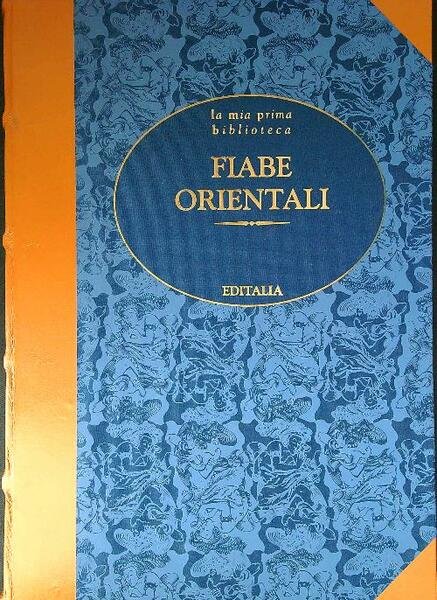 la mia prima
biblioteca
FIABE
ORIENTALI
EDITALIA